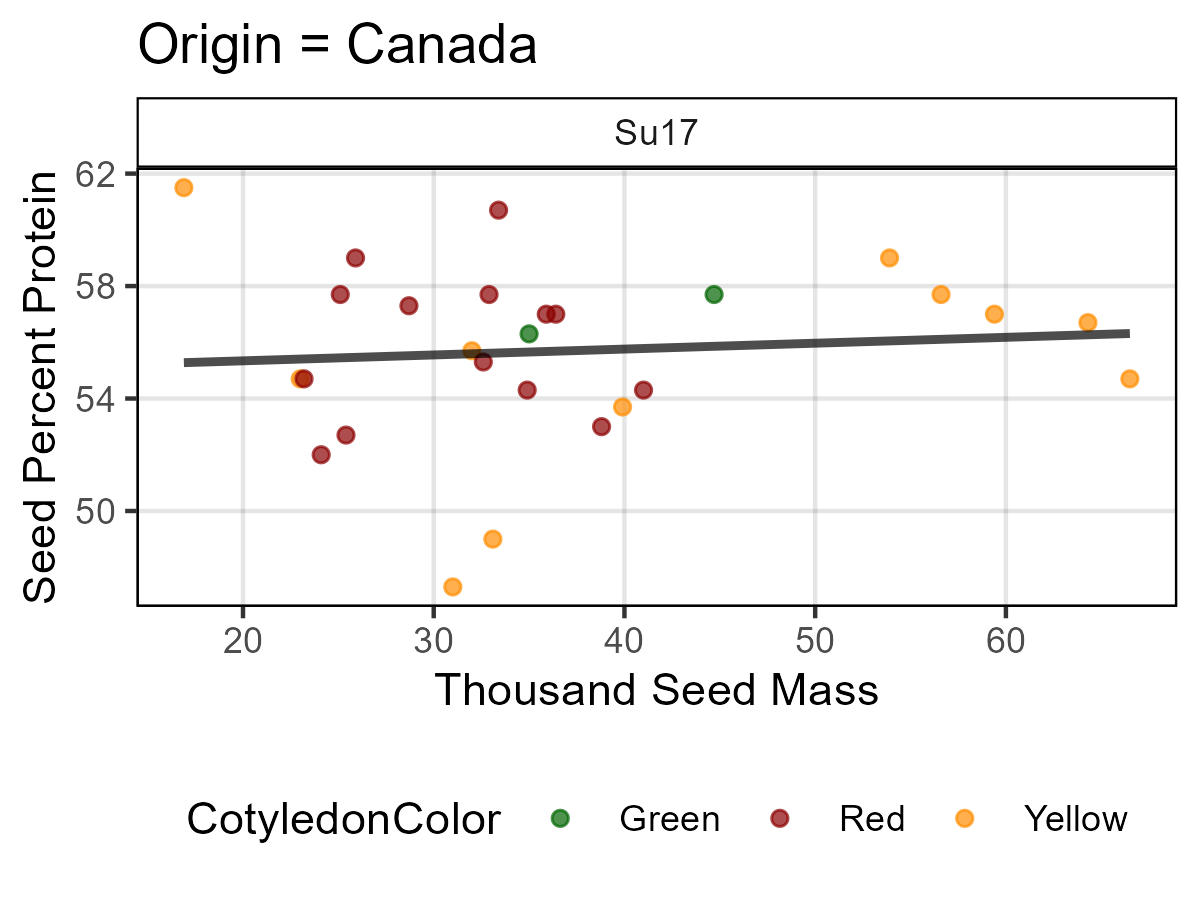 Origin = Canada
Su17
Seed Percent Protein
62
58
54
50
20 30 40 50 60
Thousand Seed Mass
CotyledonColor Green Red Yellow